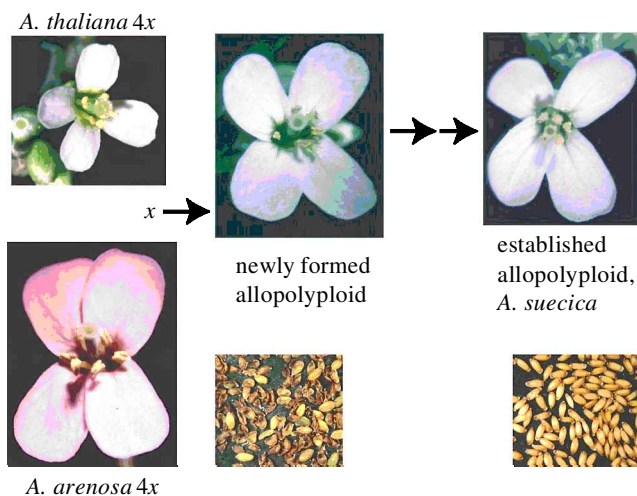 A. thaliana 4x
x
newly formed
allopolyploid
established
allopolyploid,
A. suecica
A. arenosa 4x